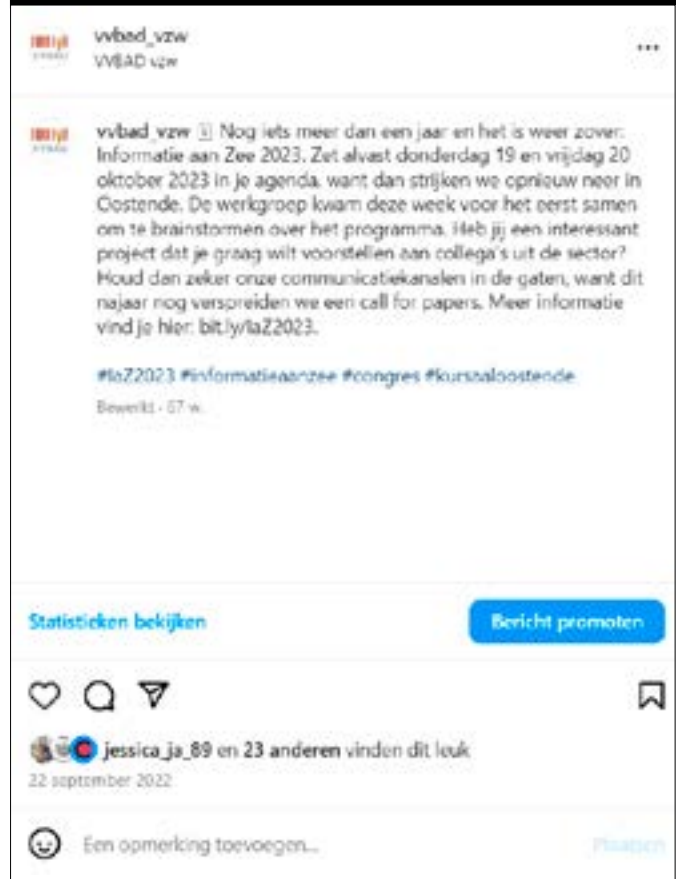 vvbad_vzw
VVBAD vzw
vvbad_vzw Nog iets meer dan een jaar en het is weer zover:
Informatie aan Zee 2023. Zet alvast donderdag 19 en vrijdag 20
oktober 2023 in je agenda, want dan strijken we opnieuw neer in
Oostende. De werkgroep kwam deze week voor het eerst samen
om te brainstormen over het programma. Heb jij een interessant
project dat je graag wilt voorstellen aan collega's uit de sector?
Houd dan zeker onze communicatiekanalen in de gaten, want dit
najaar nog verspreiden we een call for papers. Meer informatie
vind je hier: bit.ly/IaZ2023.
#IaZ2023 #informatieaanzee #congres #kursaaloostende
Bewerkt · 57 w.
Statistieken bekijken
Bericht promoten
jessica_ja_89 en 23 anderen vinden dit leuk
22 september 2022
Een opmerking toevoegen...
Plaatsen